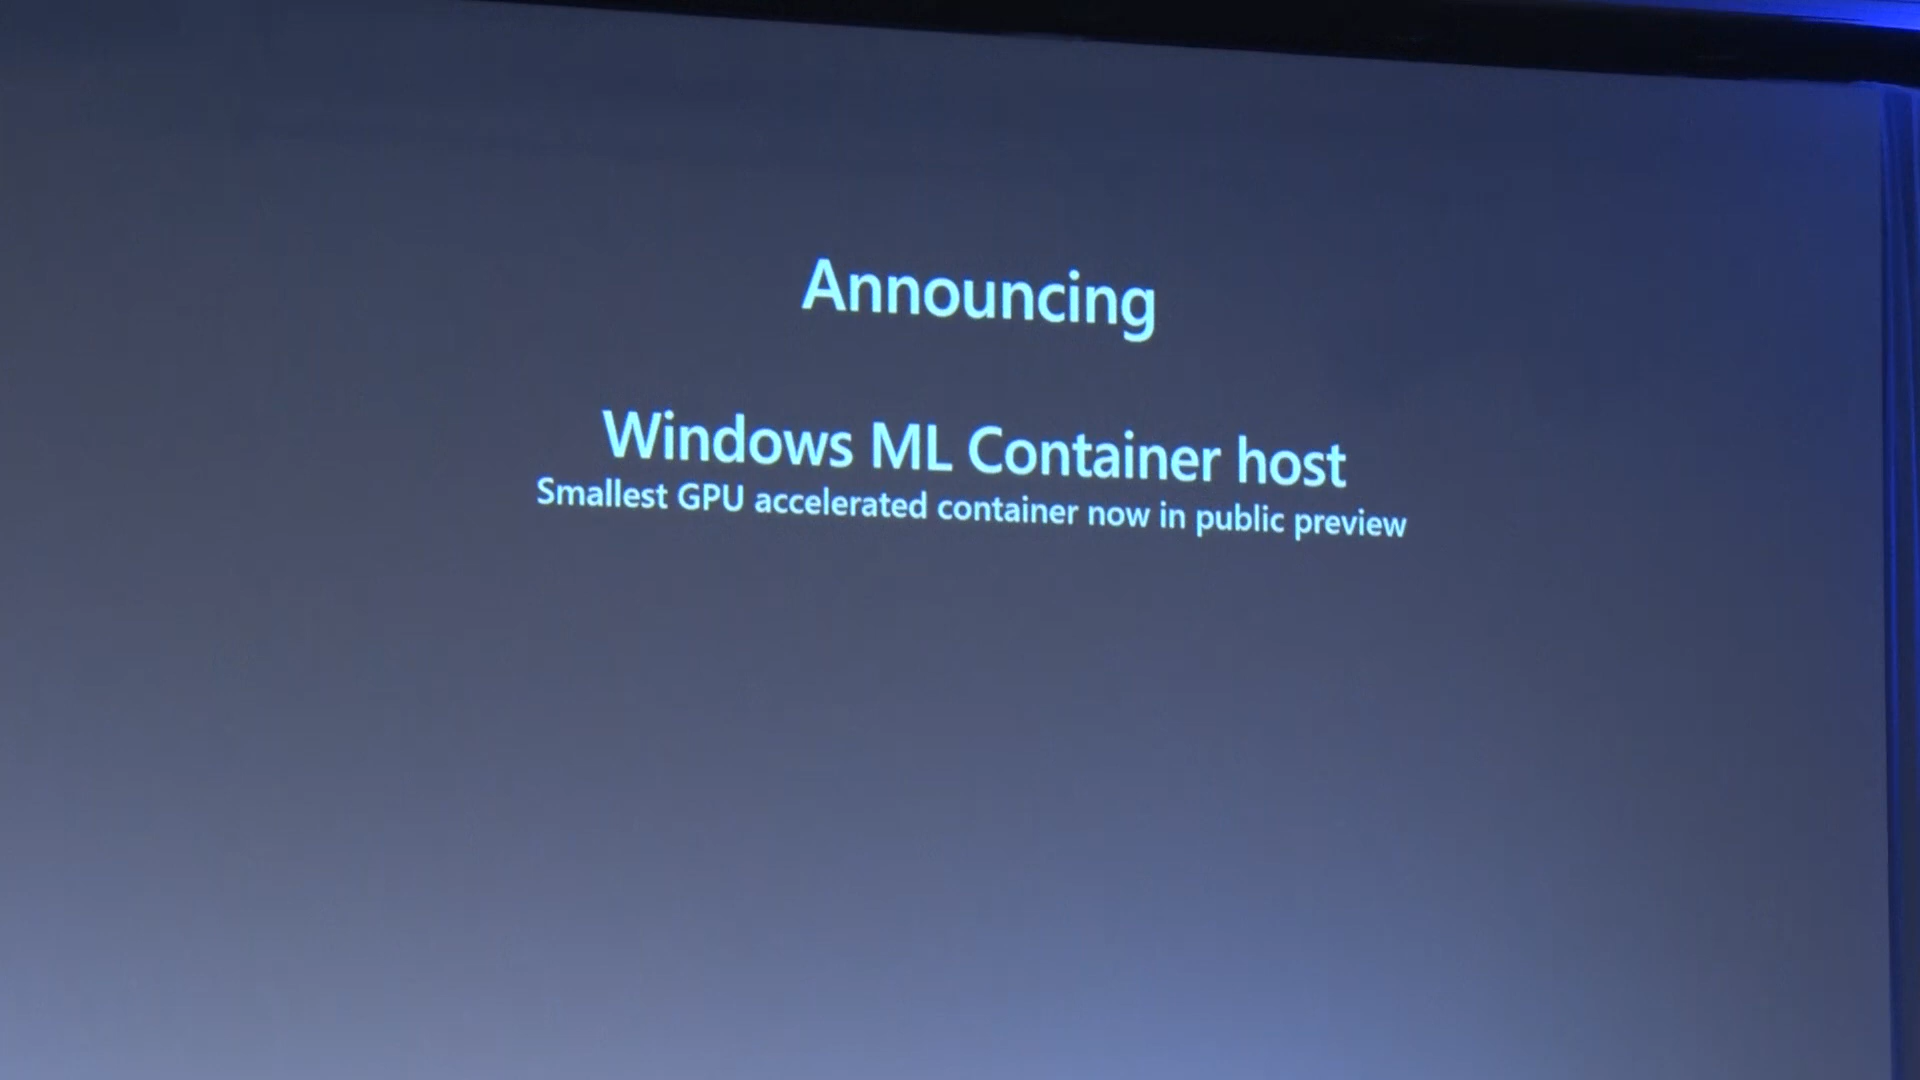 Announcing
Windows ML Container host
Smallest GPU accelerated container now in public preview